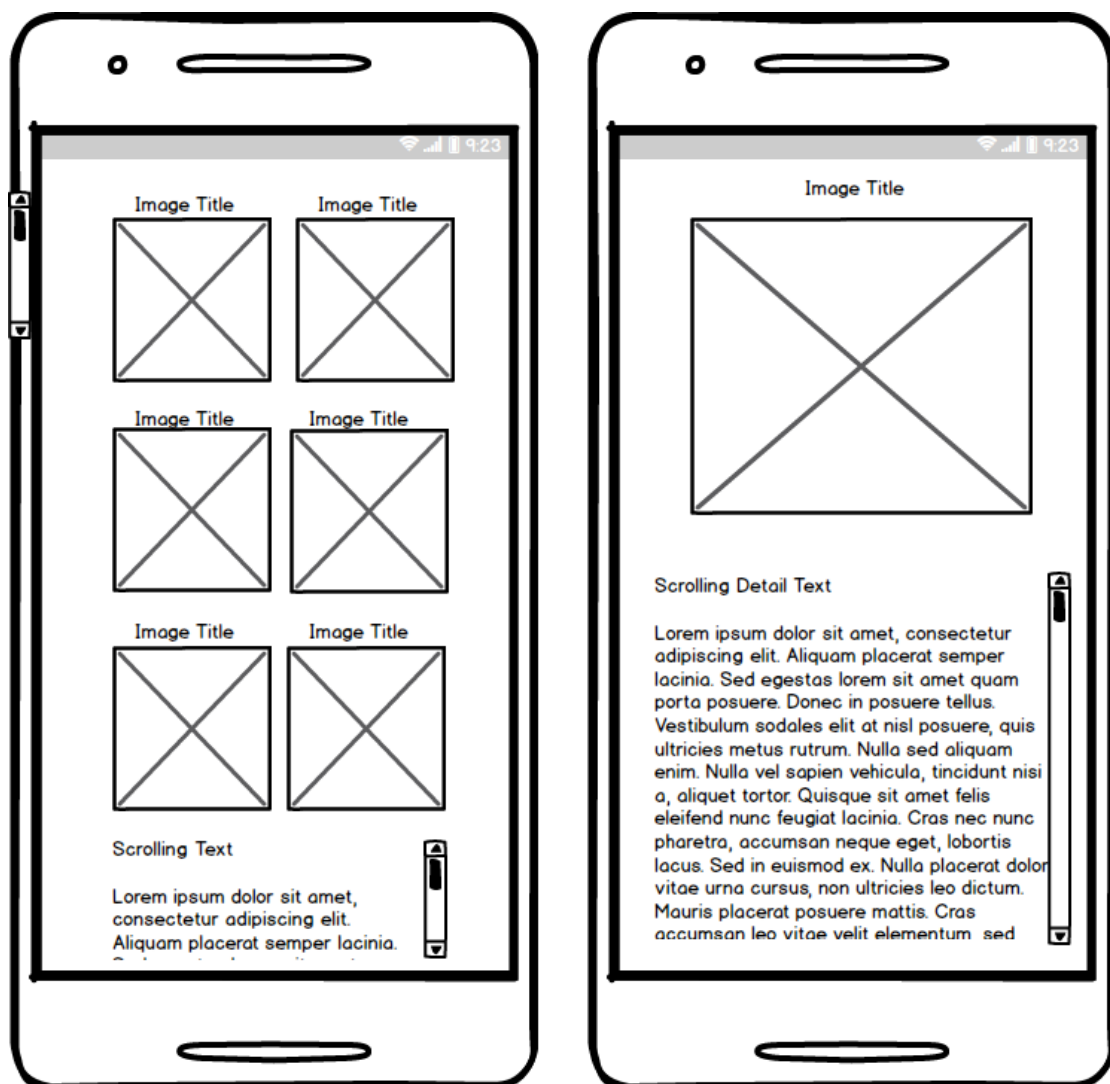 9:23
Image Title Image Title
Image Title Image Title
Image Title Image Title
Scrolling Text
Lorem ipsum dolor sit amet,
consectetur adipiscing elit.
Aliquam placerat semper lacinia.
9:23
Image Title
Scrolling Detail Text
Lorem ipsum dolor sit amet, consectetur
adipiscing elit. Aliquam placerat semper
lacinia. Sed egestas lorem sit amet quam
porta posuere. Donec in posuere tellus.
Vestibulum sodales elit at nisl posuere, quis
ultricies metus rutrum. Nulla sed aliquam
enim. Nulla vel sapien vehicula, tincidunt nisi
a, aliquet tortor. Quisque sit amet felis
eleifend nunc feugiat lacinia. Cras nec nunc
pharetra, accumsan neque eget, lobortis
lacus. Sed in euismod ex. Nulla placerat dolor
vitae urna cursus, non ultricies leo dictum.
Mauris placerat posuere mattis. Cras
accumsan leo vitae velit elementum, sed